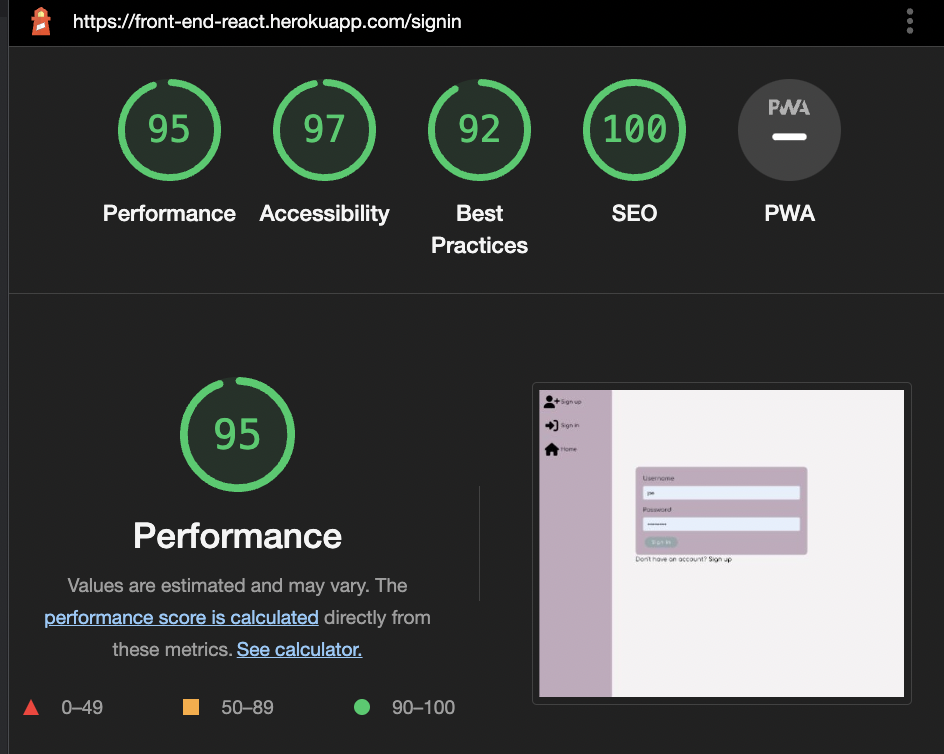 https://front-end-react.herokuapp.com/signin
95
97
92
100
PWA
Performance
Accessibility
Best
Practices
SEO
PWA
95
Performance
Values are estimated and may vary. The
performance score is calculated directly from
these metrics. See calculator.
0–49
50–89
90–100
Sign up
Sign in
Home
Username
pw
Password
Sign in
Don't have an account? Sign up